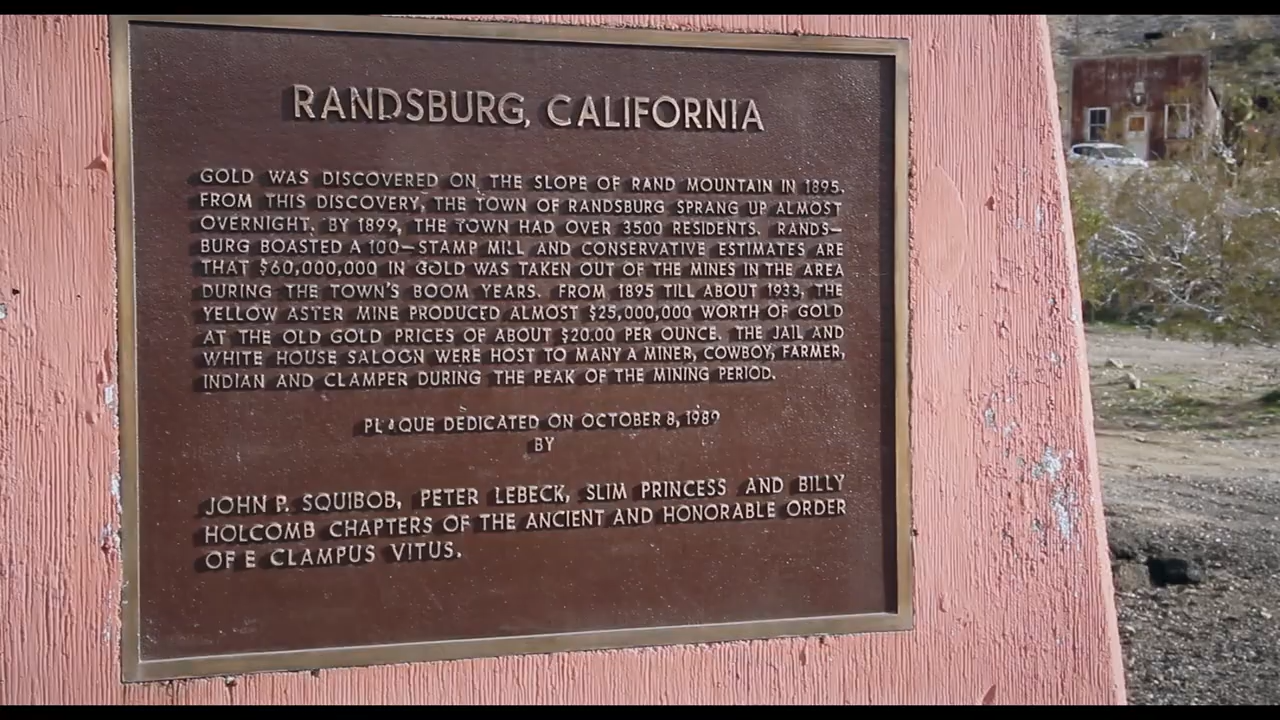 RANDSBURG, CALIFORNIA
GOLD WAS DISCOVERED ON THE SLOPE OF RAND MOUNTAIN IN 1895.
FROM THIS DISCOVERY, THE TOWN OF RANDSBURG SPRANG UP ALMOST
OVERNIGHT. BY 1899, THE TOWN HAD OVER 3500 RESIDENTS. RANDS-
BURG BOASTED A 100-STAMP MILL AND CONSERVATIVE ESTIMATES ARE
THAT $60,000,000 IN GOLD WAS TAKEN OUT OF THE MINES IN THE AREA
DURING THE TOWN'S BOOM YEARS. FROM 1895 TILL ABOUT 1933, THE
YELLOW ASTER MINE PRODUCED ALMOST $25,000,000 WORTH OF GOLD
AT THE OLD GOLD PRICES OF ABOUT $20.00 PER OUNCE. THE JAIL AND
WHITE HOUSE SALOON WERE HOST TO MANY A MINER, COWBOY, FARMER,
INDIAN AND CLAMPER DURING THE PEAK OF THE MINING PERIOD.
PLAQUE DEDICATED ON OCTOBER 8, 1989
BY
JOHN P. SQUIBOB, PETER LEBECK, SLIM PRINCESS AND BILLY
HOLCOMB CHAPTERS OF THE ANCIENT AND HONORABLE ORDER
OF E CLAMPUS VITUS.